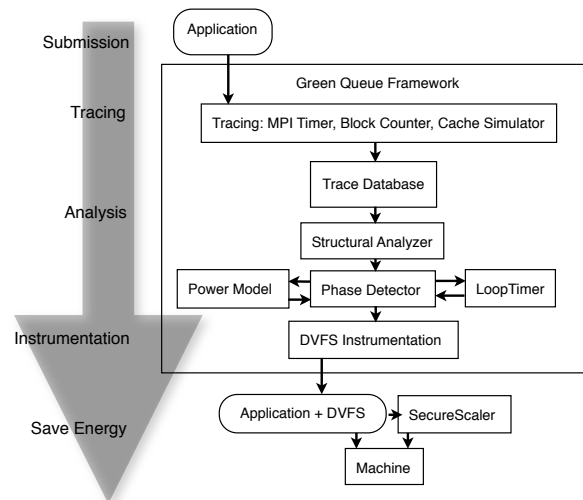 Submission
Application
Green Queue Framework
Tracing
Tracing: MPI Timer, Block Counter, Cache Simulator
Trace Database
Analysis
Structural Analyzer
Power Model
Phase Detector
LoopTimer
Instrumentation
DVFS Instrumentation
Application + DVFS
SecureScaler
Save Energy
Machine